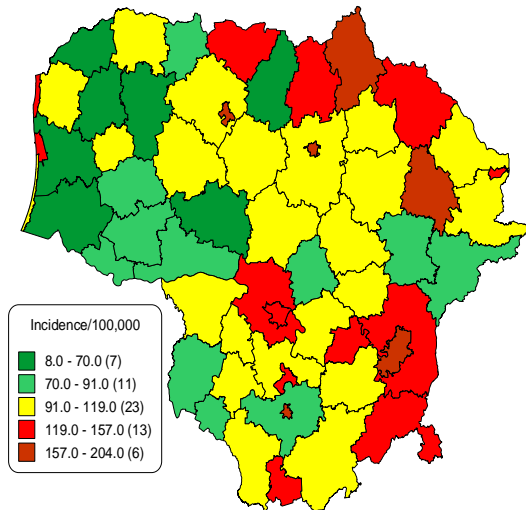 Incidence/100,000
8.0 - 70.0 (7)
70.0 - 91.0 (11)
91.0 - 119.0 (23)
119.0 - 157.0 (13)
157.0 - 204.0 (6)